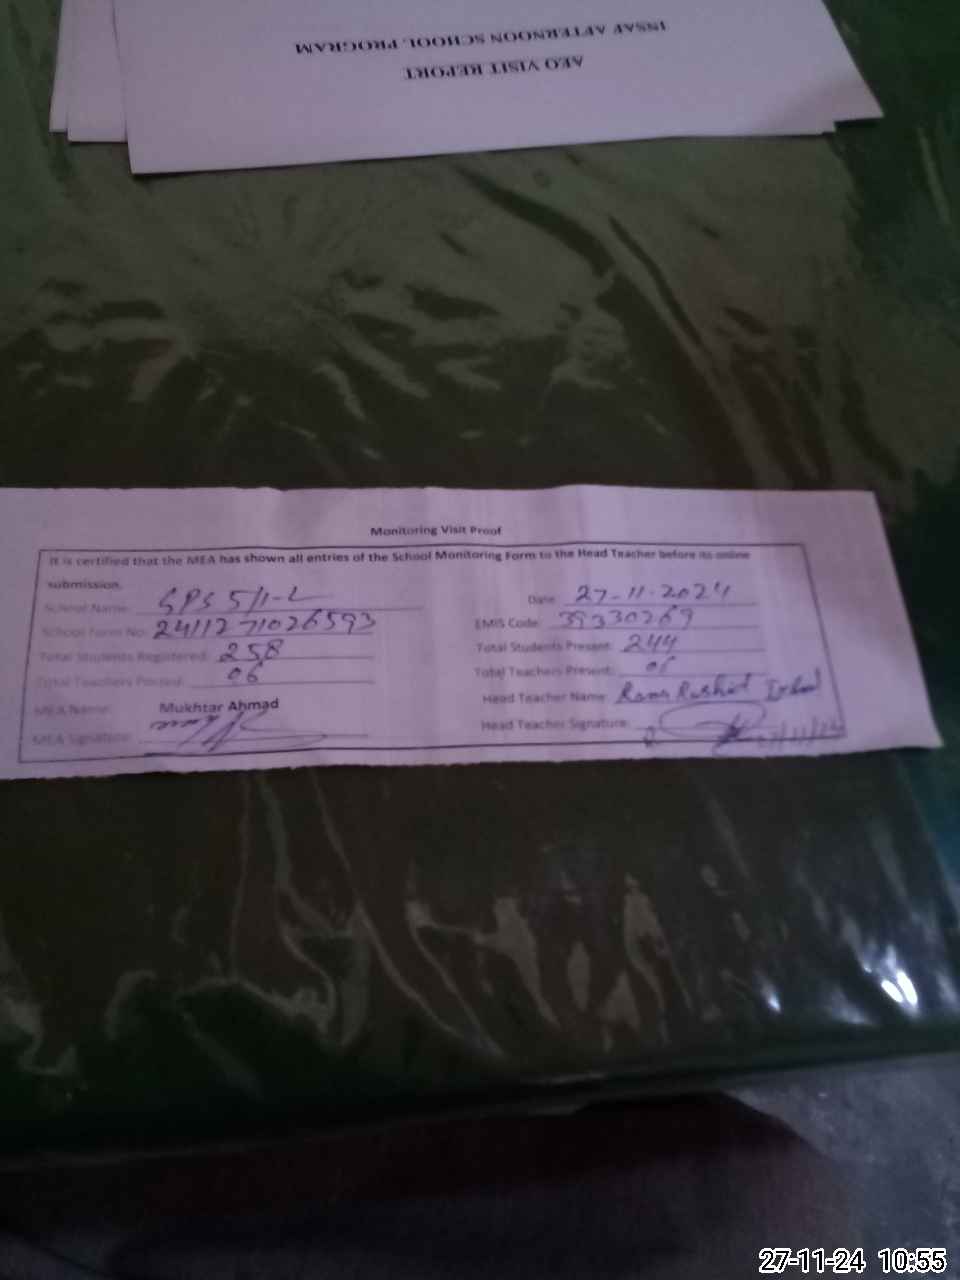 INSAF AFTERNOON SCHOOL PROGRAM
AEO VISIT REPORT
Monitoring Visit Proof
It is certified that the MEA has shown all entries of the School Monitoring Form to the Head Teacher before its online
submission.
School Name: GPS 5/1-L Date: 27-11-2024
School Form No: 2411271026593 EMIS Code: 39330269
Total Students Registered: 258 Total Students Present: 244
Total Teachers Posted: 06 Total Teachers Present: 06
MEA Name: Mukhtar Ahmad Head Teacher Name: Rana Rashid
MEA Signature: Head Teacher Signature:
27-11-24 10:55